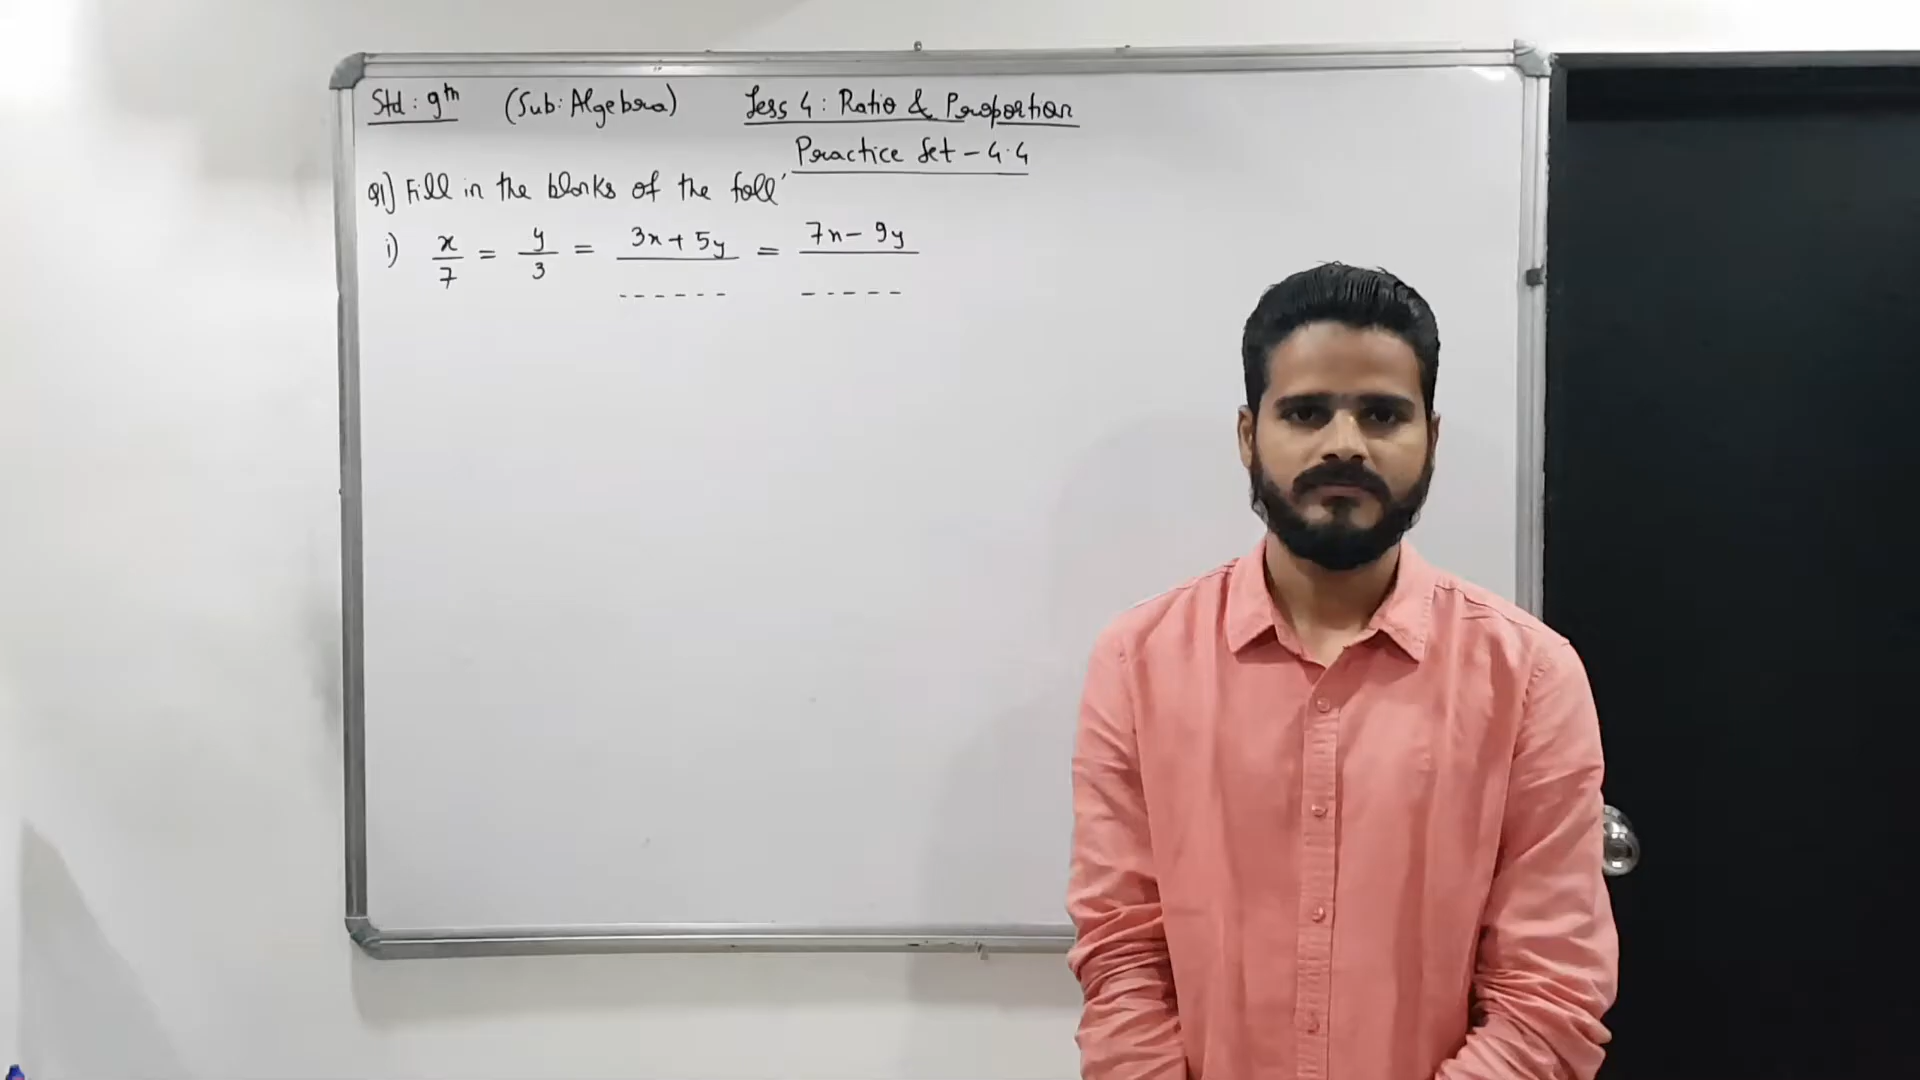 Std : 9th (Sub: Algebra) Less 4 : Ratio & Proportion
Practice Set – 4.4
Q1) Fill in the blanks of the foll'
i) x/7 = y/3 = 3x + 5y/------ = 7x – 9y/-----